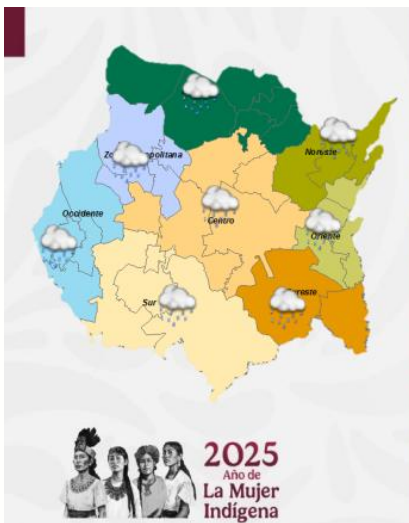 Noreste
Occidente
Centro
Oriente
Sur
2025
Año de
La Mujer
Indígena